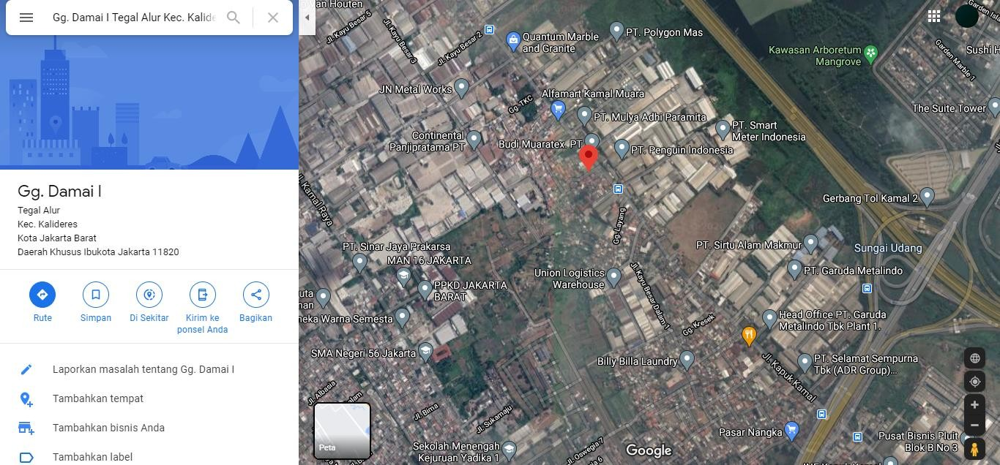 Gg. Damai I Tegal Alur Kec. Kalide
Gg. Damai I
Tegal Alur
Kec. Kalideres
Kota Jakarta Barat
Daerah Khusus Ibukota Jakarta 11820
Rute
Simpan
Di Sekitar
Kirim ke
ponsel Anda
Bagikan
Laporkan masalah tentang Gg. Damai I
Tambahkan tempat
Tambahkan bisnis Anda
Tambahkan label
Van Houten
Jl. Kayu Besar 5
Jl. Kayu Besar 3
Jl. Kayu Besar 2
Quantum Marble
and Granite
PT. Polygon Mas
Kawasan Arboretum
Mangrove
Garden
Garden Marble 1
Sushi H
JN Metal Works
Gg. TKC
Alfamart Kamal Muara
The Suite Tower
PT. Mulya Adhi Paramita
PT. Smart
Meter Indonesia
Continental
Panjipratama PT
Budi Muaratex. PT
PT. Penguin Indonesia
Jl. Kamal Raya
Gerbang Tol Kamal 2
Gg. Layang
PT. Sinar Jaya Prakarsa
PT. Sirtu Alam Makmur
Sungai Udang
MAN 16 JAKARTA
PT. Garuda Metalindo
Union Logistics
Warehouse
PPKD JAKARTA
BARAT
Jl. Kayu Besar Dalam 1
uta
nan
neka Warna Semesta
Gg. Kresek
Head Office PT. Garuda
Metalindo Tbk Plant 1.
SMA Negeri 56 Jakarta
Billy Billa Laundry
Jl. Kapuk Kamal
PT. Selamat Sempurna
Tbk (ADR Group)...
Jl. Albasia
Jl. Bima
Jl. Sukamaju
Pasar Nangka
Pusat Bisnis Pluit
Blok B No 3
Peta
Sekolah Menengah
Kejuruan Yadika 1
Jl. Oswegia 7
Google